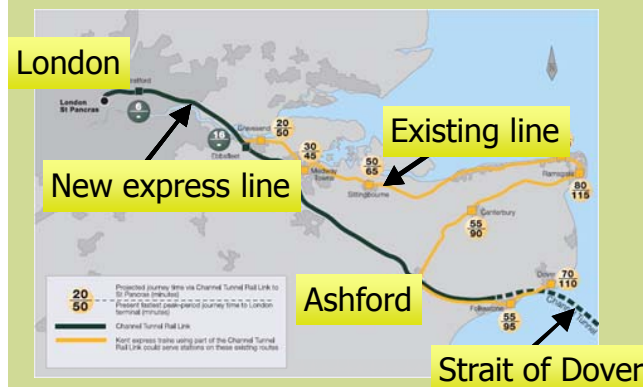 London
London
St Pancras
6
-
16
-
Gravesend
20
50
30
45
Medway
Towns
50
65
Sittingbourne
Existing line
New express line
Ramsgate
80
115
Canterbury
55
90
Ashford
Dover
70
110
Folkestone
55
95
Channel Tunnel
Strait of Dover
20
50
Projected journey time via Channel Tunnel Rail Link to
St Pancras (minutes)
Present fastest peak-period journey time to London
terminal (minutes)
Channel Tunnel Rail Link
Kent express trains using part of the Channel Tunnel
Rail Link could serve stations on these existing routes